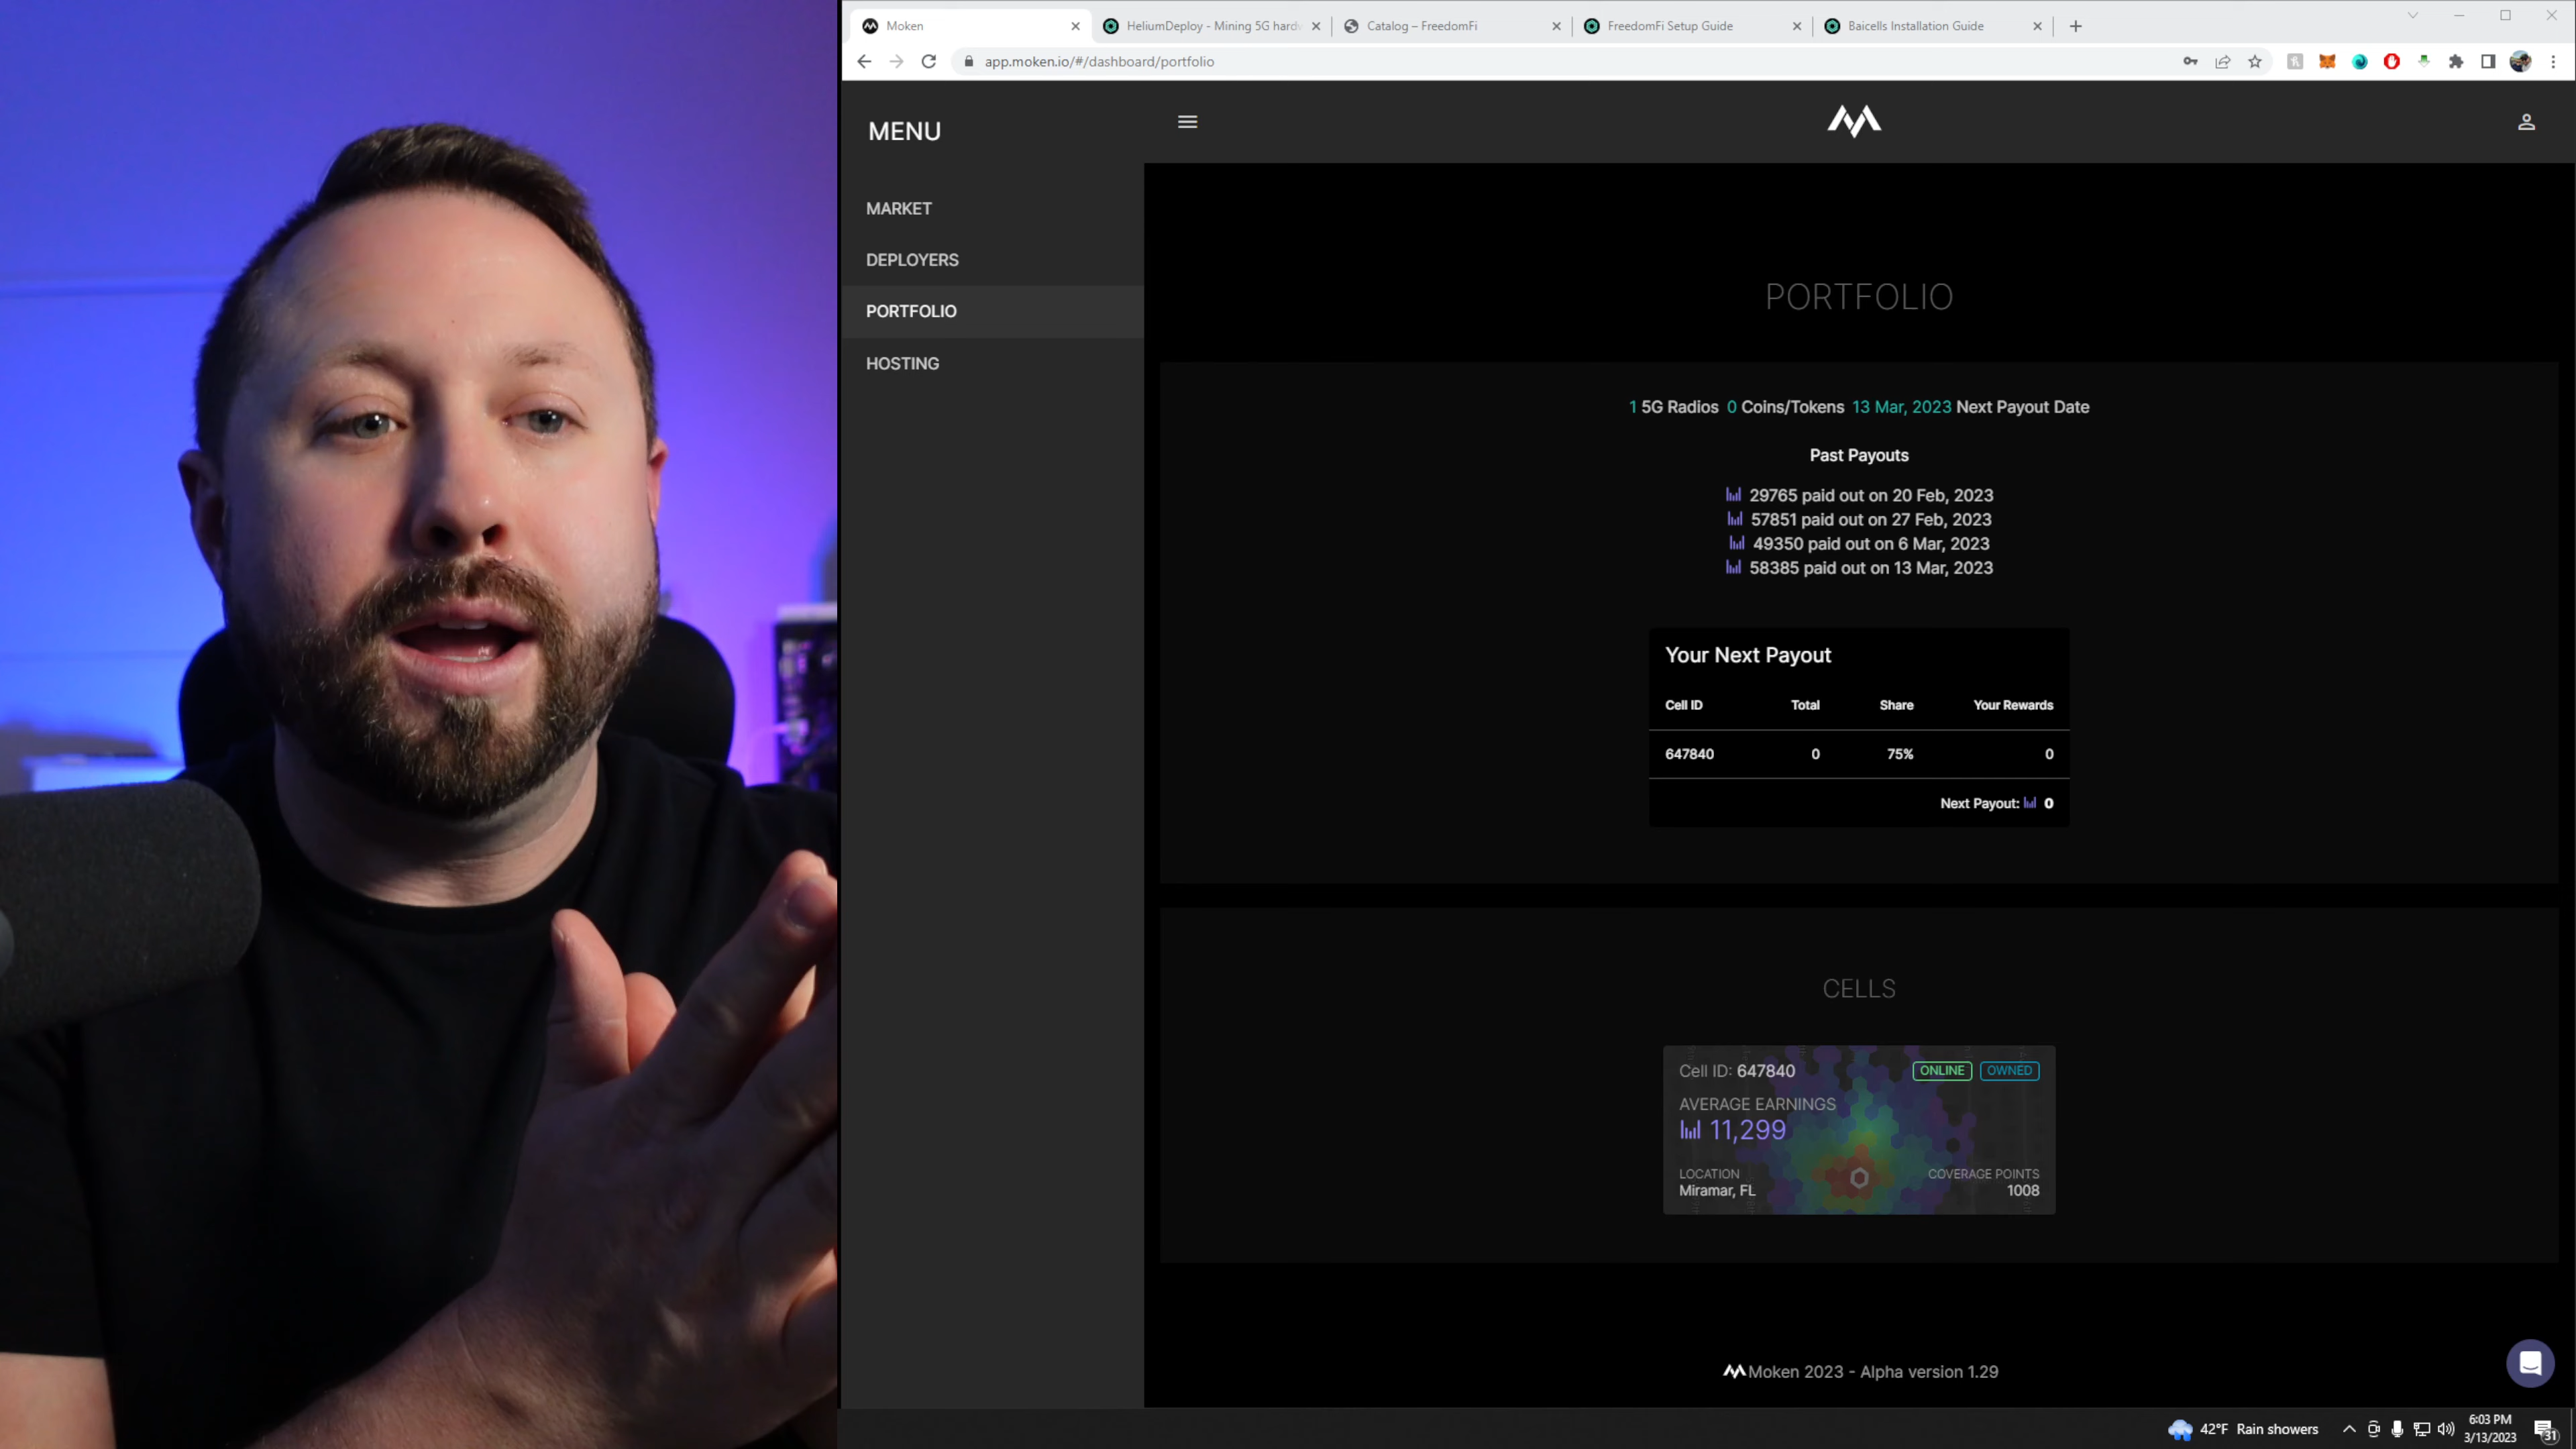 Moken
HeliumDeploy - Mining 5G hardw
Catalog – FreedomFi
FreedomFi Setup Guide
Baicells Installation Guide
app.moken.io/#/dashboard/portfolio
MENU
MARKET
DEPLOYERS
PORTFOLIO
HOSTING
PORTFOLIO
1 5G Radios 0 Coins/Tokens 13 Mar, 2023 Next Payout Date
Past Payouts
29765 paid out on 20 Feb, 2023
57851 paid out on 27 Feb, 2023
49350 paid out on 6 Mar, 2023
58385 paid out on 13 Mar, 2023
Your Next Payout
Cell ID Total Share Your Rewards
647840 0 75% 0
Next Payout: 0
CELLS
Cell ID: 647840 ONLINE OWNED
AVERAGE EARNINGS
11,299
LOCATION COVERAGE POINTS
Miramar, FL 1008
Moken 2023 - Alpha version 1.29
42°F Rain showers
6:03 PM
3/13/2023
31